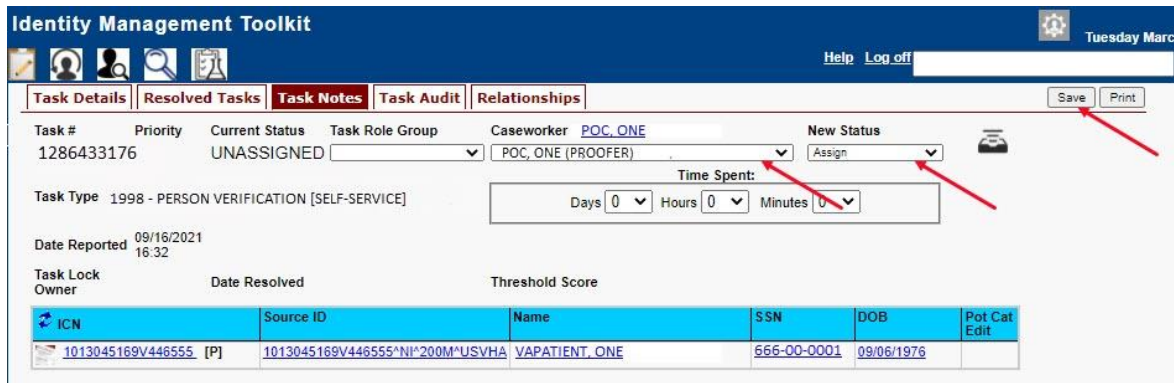 Identity Management Toolkit
Tuesday Marc
Help Log off
Task Details Resolved Tasks Task Notes Task Audit Relationships Save Print
Task # Priority Current Status Task Role Group Caseworker POC, ONE New Status
1286433176 UNASSIGNED POC, ONE (PROOFER) Assign
Time Spent:
Task Type 1998 - PERSON VERIFICATION [SELF-SERVICE] Days 0 Hours 0 Minutes 0
Date Reported 09/16/2021
16:32
Task Lock
Owner Date Resolved Threshold Score
ICN Source ID Name SSN DOB Pot Cat
Edit
1013045169V446555 [P] 1013045169V446555^NI^200M^USVHA VAPATIENT, ONE 666-00-0001 09/06/1976